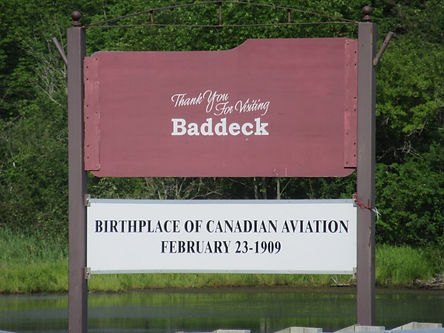 Thank You
For Visiting
Baddeck
BIRTHPLACE OF CANADIAN AVIATION
FEBRUARY 23-1909